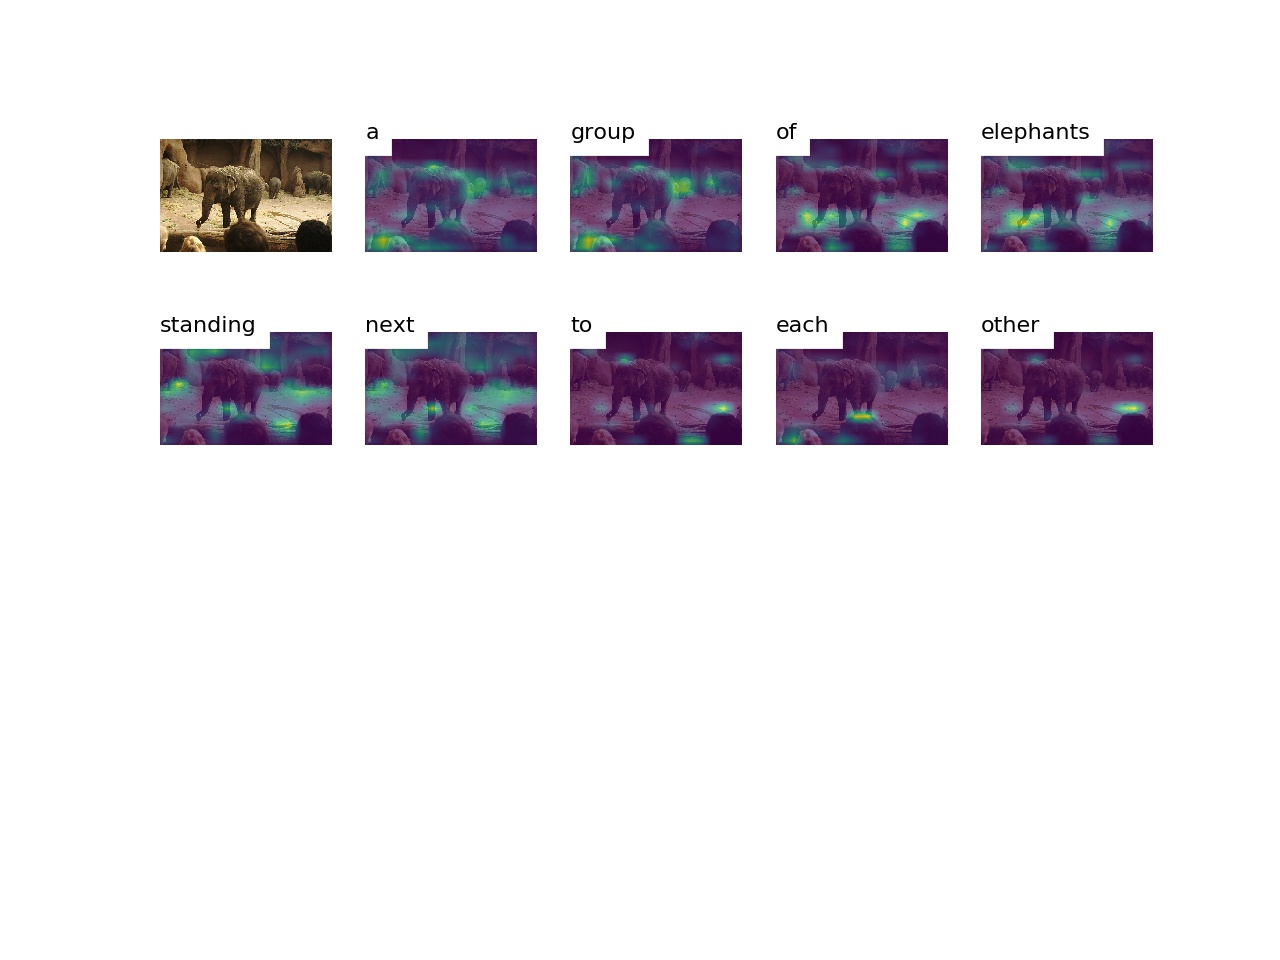 a
group
of
elephants
standing
next
to
each
other